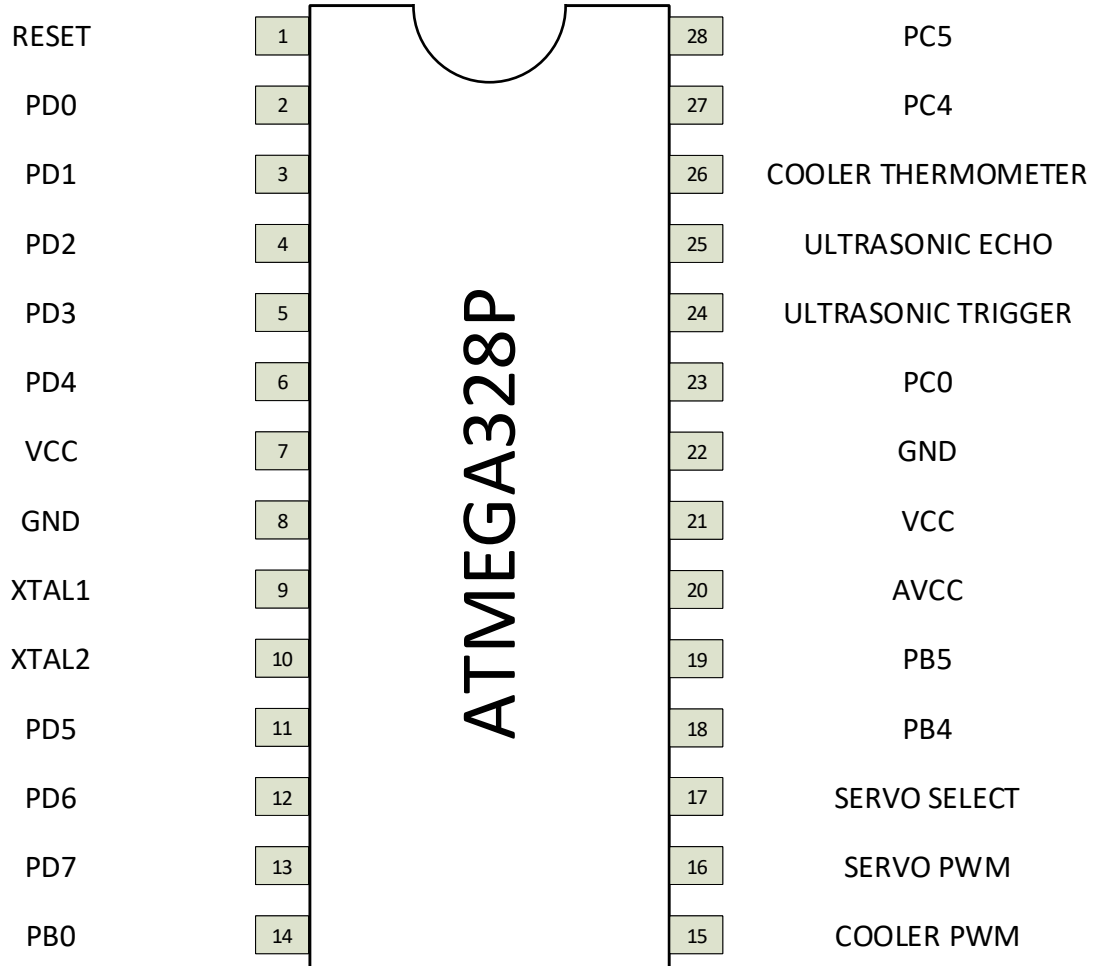 RESET 1 28 PC5
PD0 2 27 PC4
PD1 3 26 COOLER THERMOMETER
PD2 4 25 ULTRASONIC ECHO
PD3 5 24 ULTRASONIC TRIGGER
PD4 6 23 PC0
VCC 7 22 GND
GND 8 21 VCC
XTAL1 9 20 AVCC
XTAL2 10 19 PB5
PD5 11 18 PB4
PD6 12 17 SERVO SELECT
PD7 13 16 SERVO PWM
PB0 14 15 COOLER PWM
ATMEGA328P